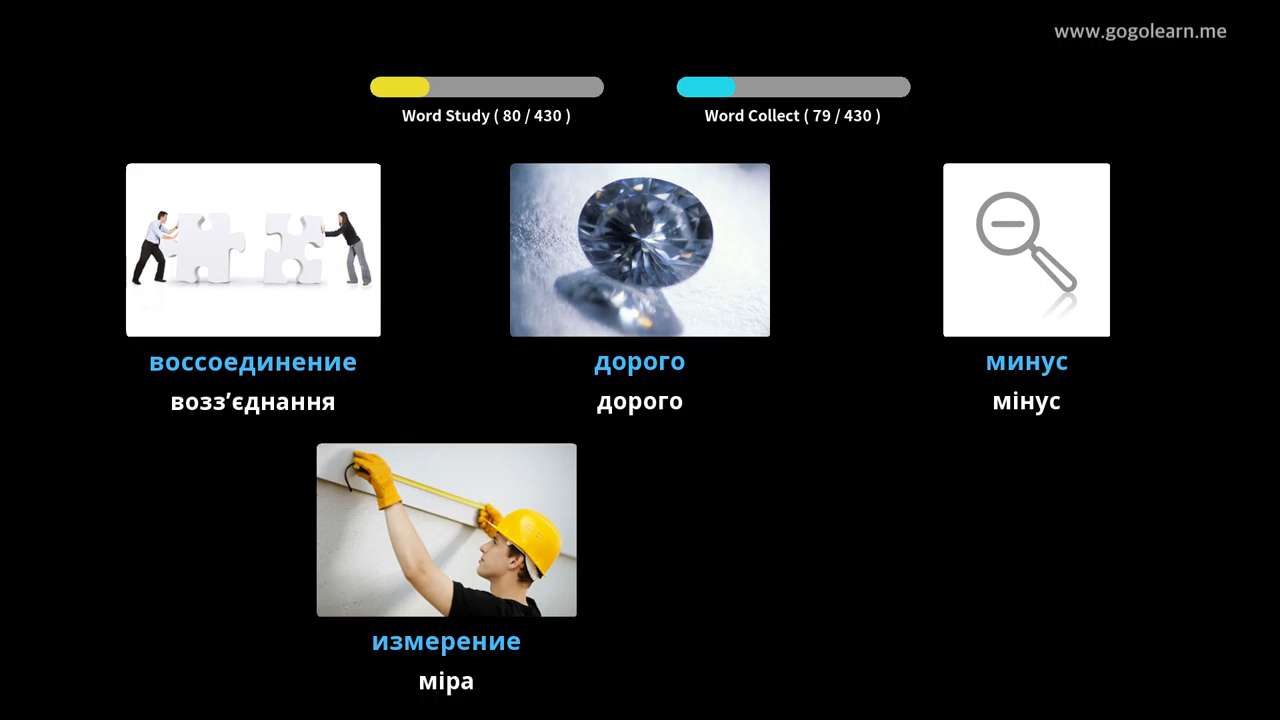 www.gogolearn.me
Word Study ( 80 / 430 )
Word Collect ( 79 / 430 )
воссоединение
дорого
минус
возз’єднання
дорого
мінус
измерение
міра